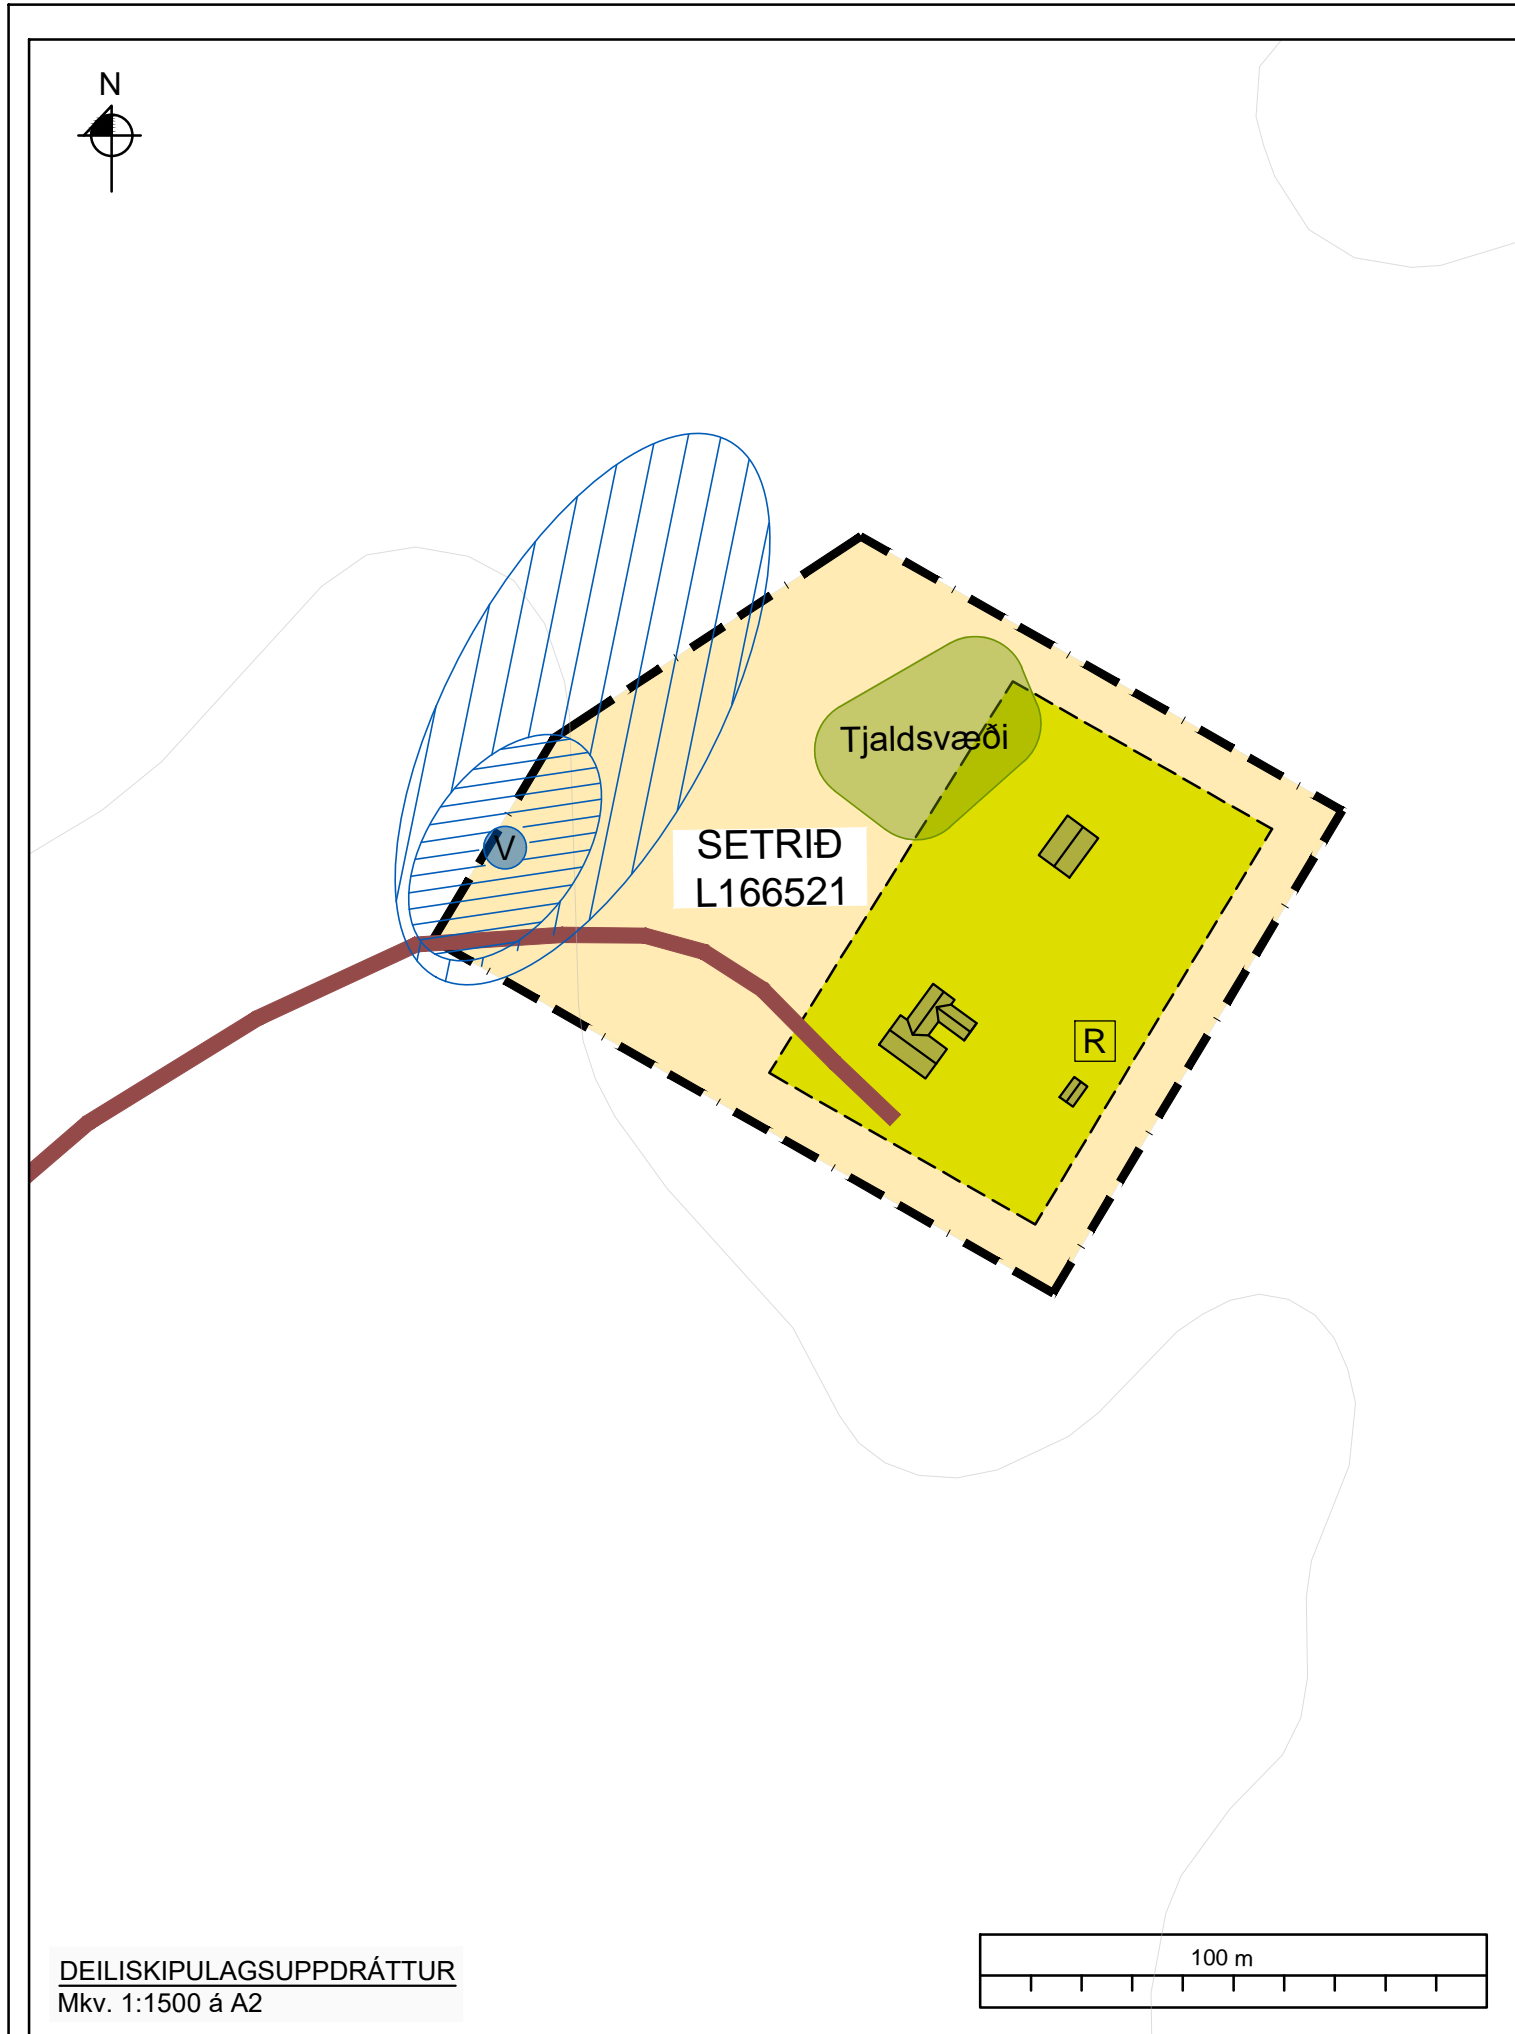 N
Tjaldsvæði
SETRIÐ
L166521
V
R
DEILISKIPULAGSUPPDRÁTTUR
Mkv. 1:1500 á A2
100 m